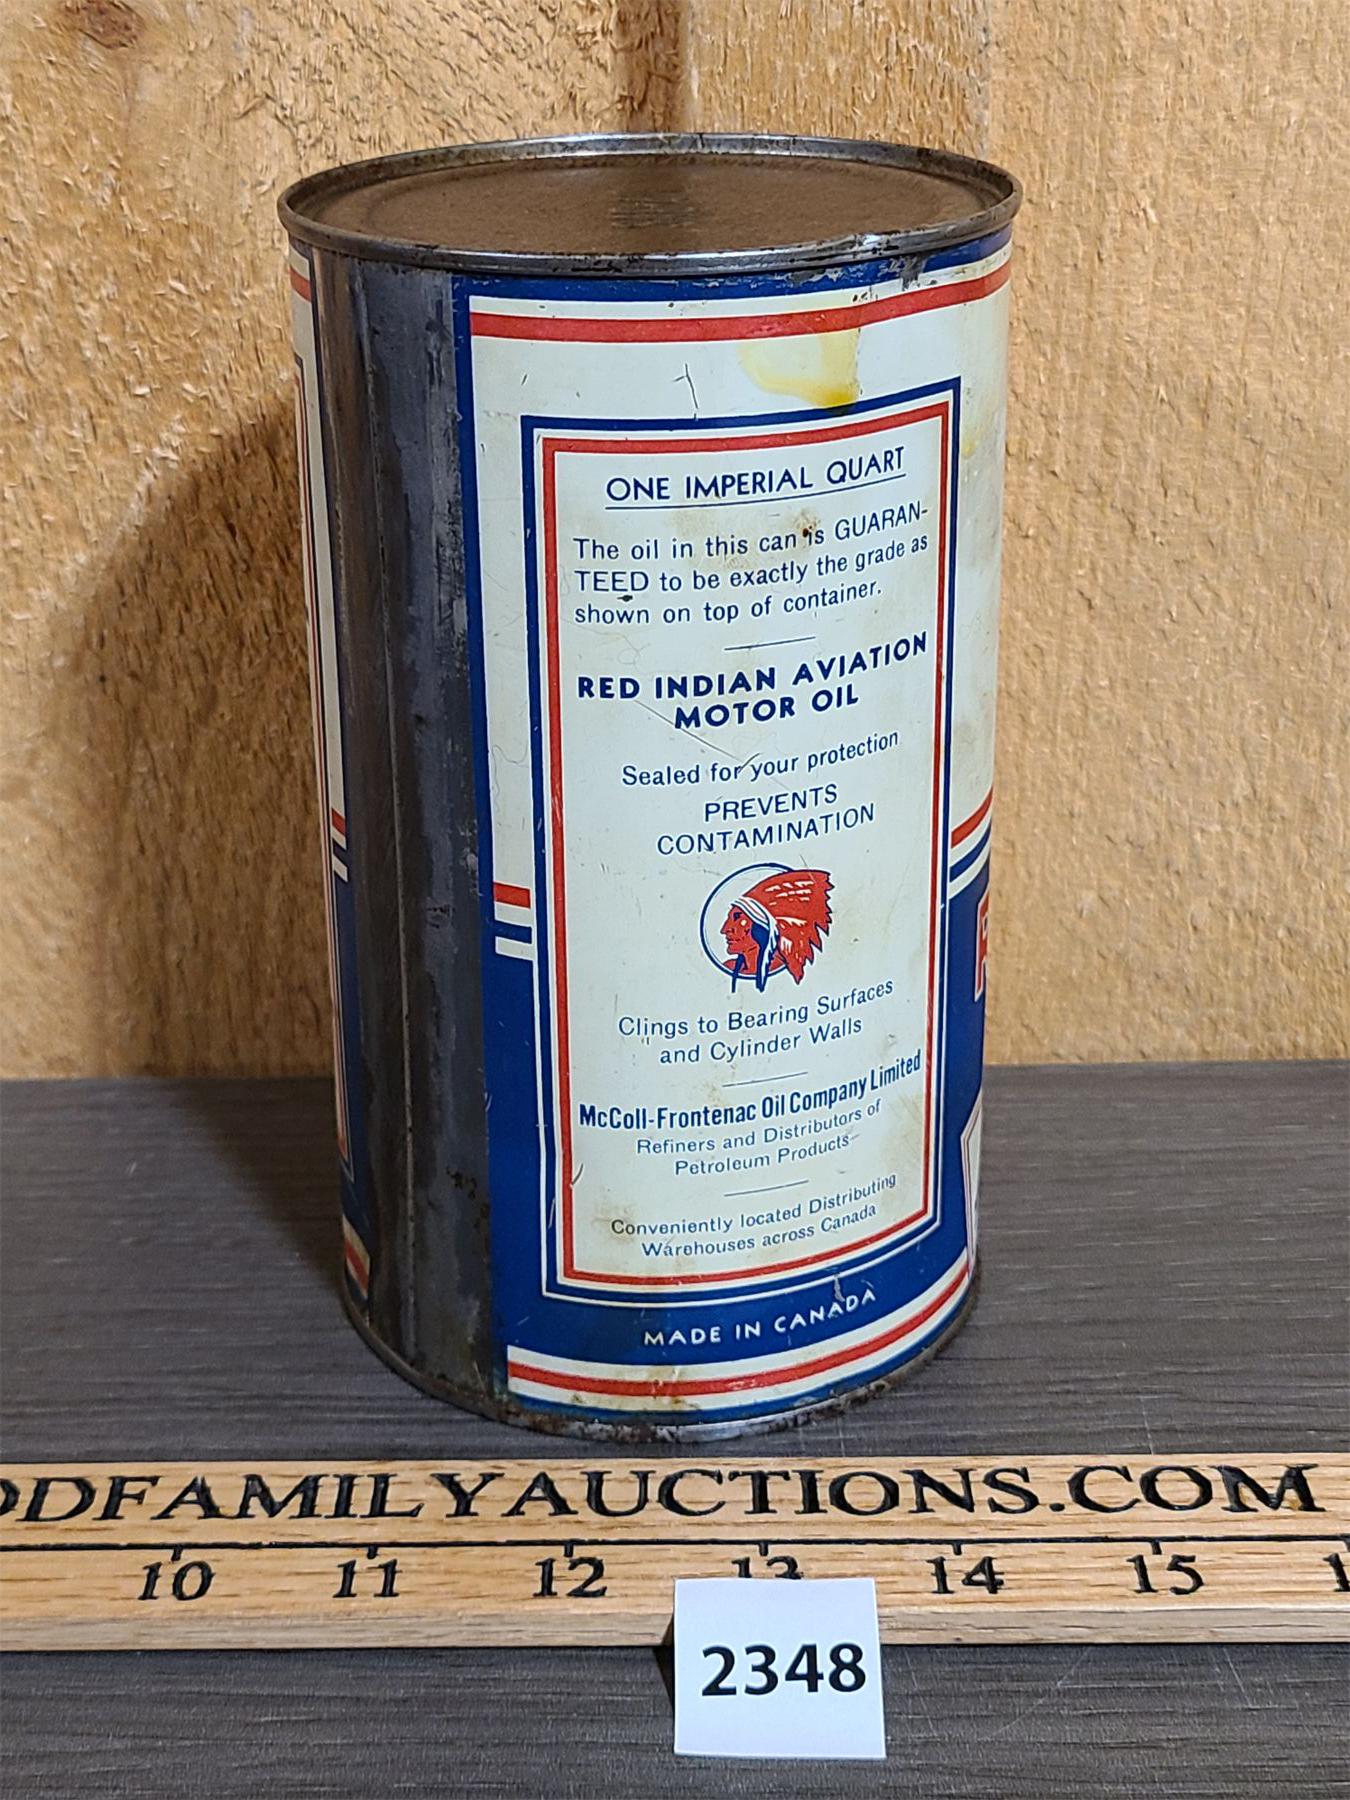 ONE IMPERIAL QUART
The oil in this can is GUARAN-
TEED to be exactly the grade as
shown on top of container.
RED INDIAN AVIATION
MOTOR OIL
Sealed for your protection
PREVENTS
CONTAMINATION
Clings to Bearing Surfaces
and Cylinder Walls
McColl-Frontenac Oil Company Limited
Refiners and Distributors of
Petroleum Products
Conveniently located Distributing
Warehouses across Canada
MADE IN CANADA
DFAMILYAUCTIONS.COM
10 11 12 13 14 15
2348